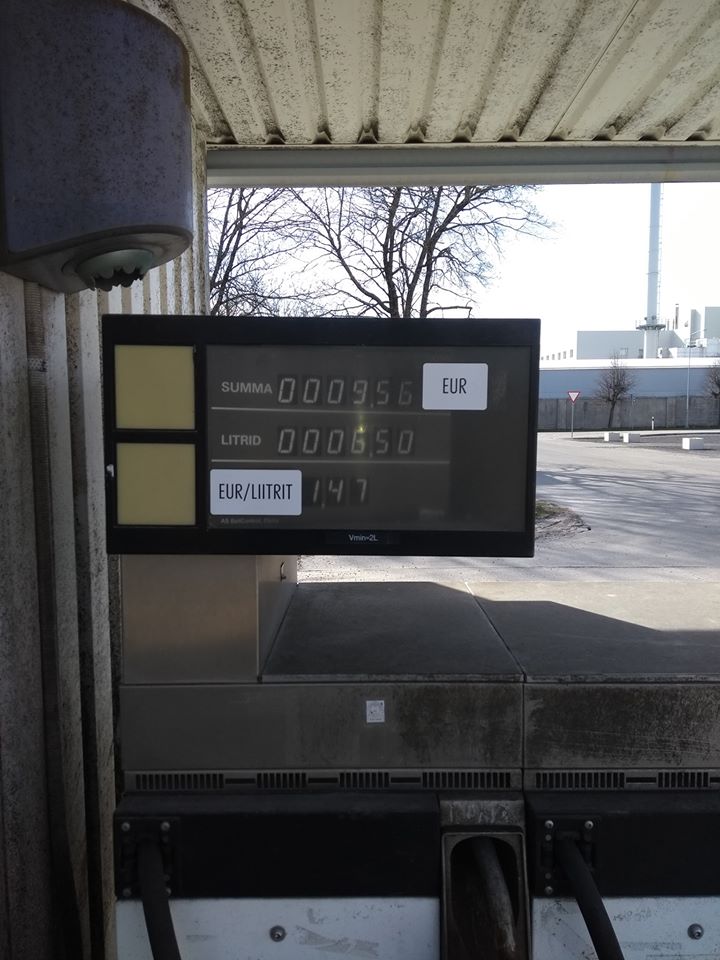 SUMMA 0009,56 EUR
LITRID 0006,50
EUR/LIITRIT 1,47
Vmin=2L